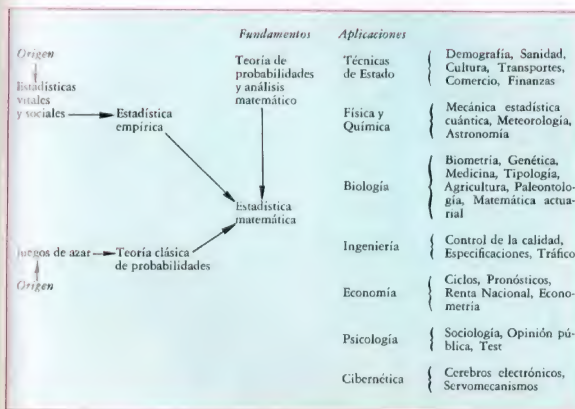 Fundamentos
Aplicaciones
Origen
Estadísticas
vitales
y sociales
Estadística
empírica
Teoría de
probabilidades
y análisis
matemático
Estadística
matemática
Juegos de azar
Teoría clásica
de probabilidades
Origen
Técnicas
de Estado
Demografía, Sanidad,
Cultura, Transportes,
Comercio, Finanzas
Física y
Química
Mecánica estadística
cuántica, Meteorología,
Astronomía
Biología
Biometría, Genética,
Medicina, Tipología,
Agricultura, Paleontolo-
gía, Matemática actua-
rial
Ingeniería
Control de la calidad,
Especificaciones, Tráfico
Economía
Ciclos, Pronósticos,
Renta Nacional, Econo-
metría
Psicología
Sociología, Opinión pú-
blica, Test
Cibernética
Cerebros electrónicos,
Servomecanismos